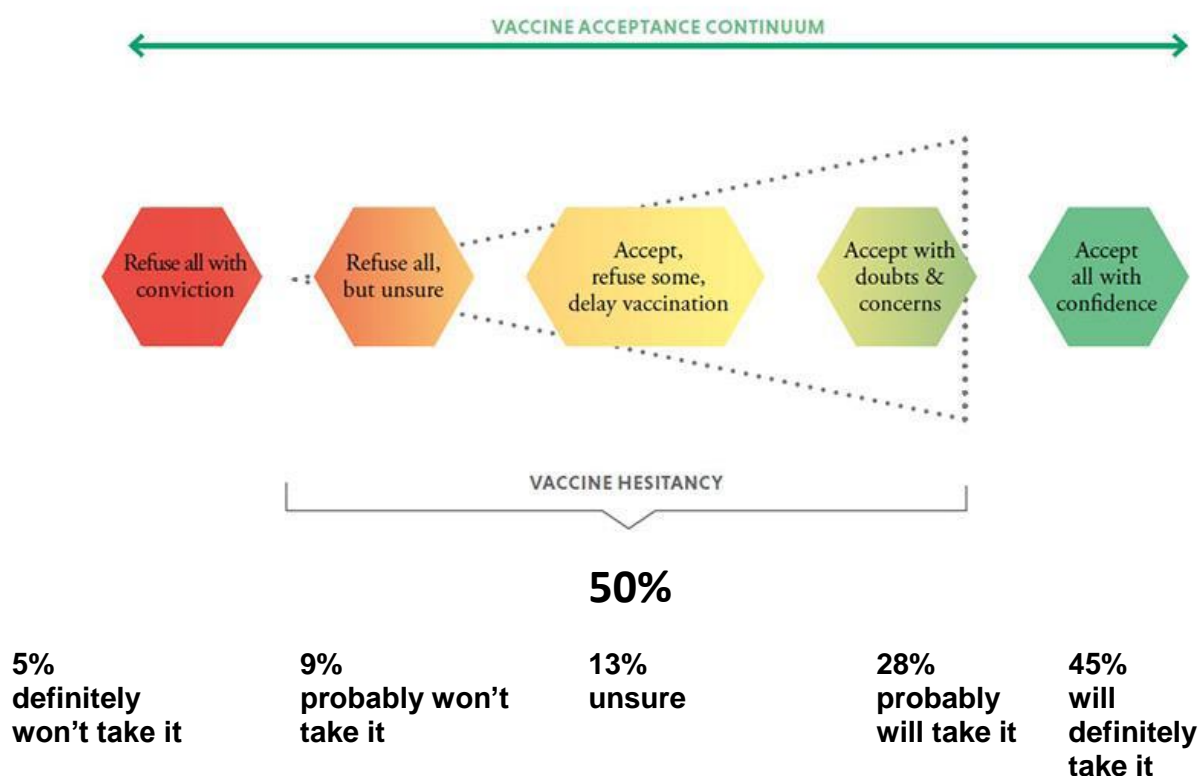 VACCINE ACCEPTANCE CONTINUUM
Refuse all with
conviction
Refuse all,
but unsure
Accept,
refuse some,
delay vaccination
Accept with
doubts &
concerns
Accept
all with
confidence
VACCINE HESITANCY
50%
5%
definitely
won’t take it
9%
probably won’t
take it
13%
unsure
28%
probably
will take it
45%
will
definitely
take it